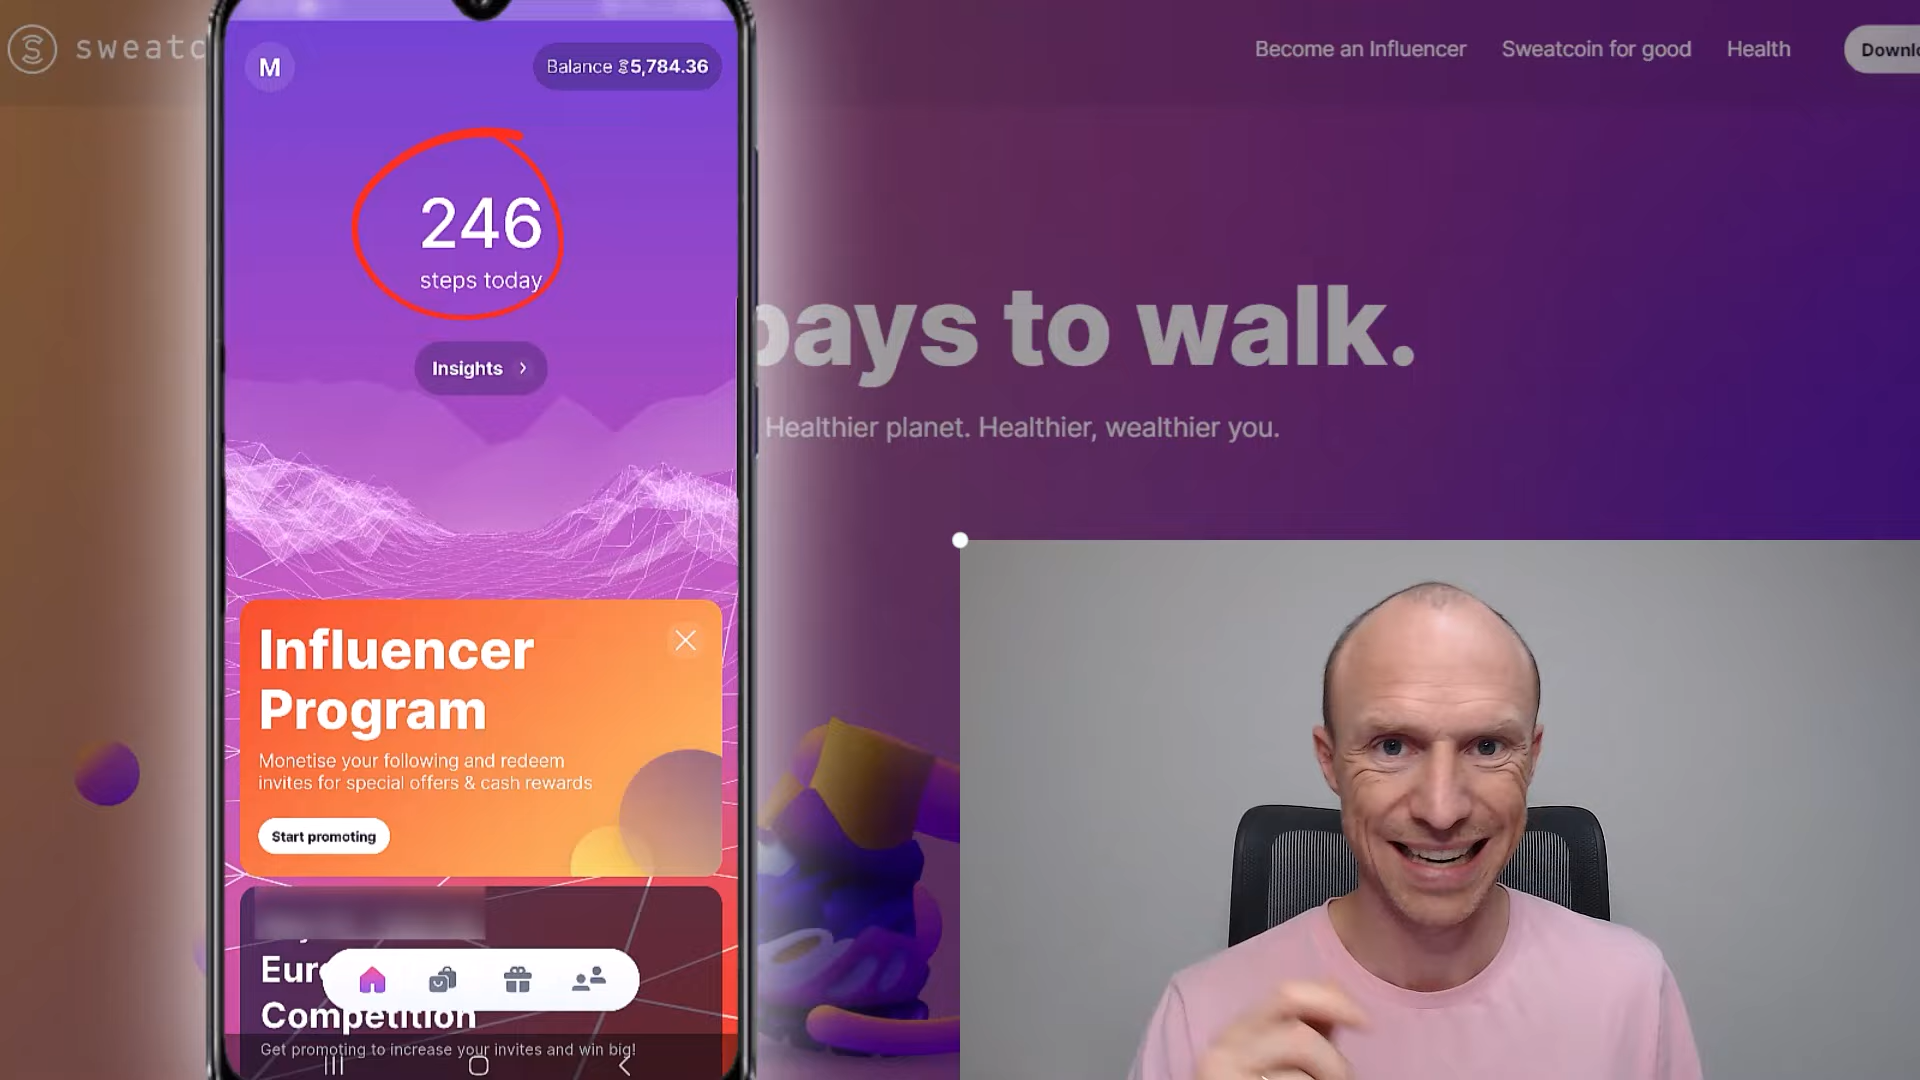 sweatc
Become an Influencer
Sweatcoin for good
Health
Downlo
M
Balance 5,784.36
246
steps today
Insights
pays to walk.
Healthier planet. Healthier, wealthier you.
Influencer
Program
Monetise your following and redeem
invites for special offers & cash rewards
Start promoting
Eur
Competition
Get promoting to increase your invites and win big!